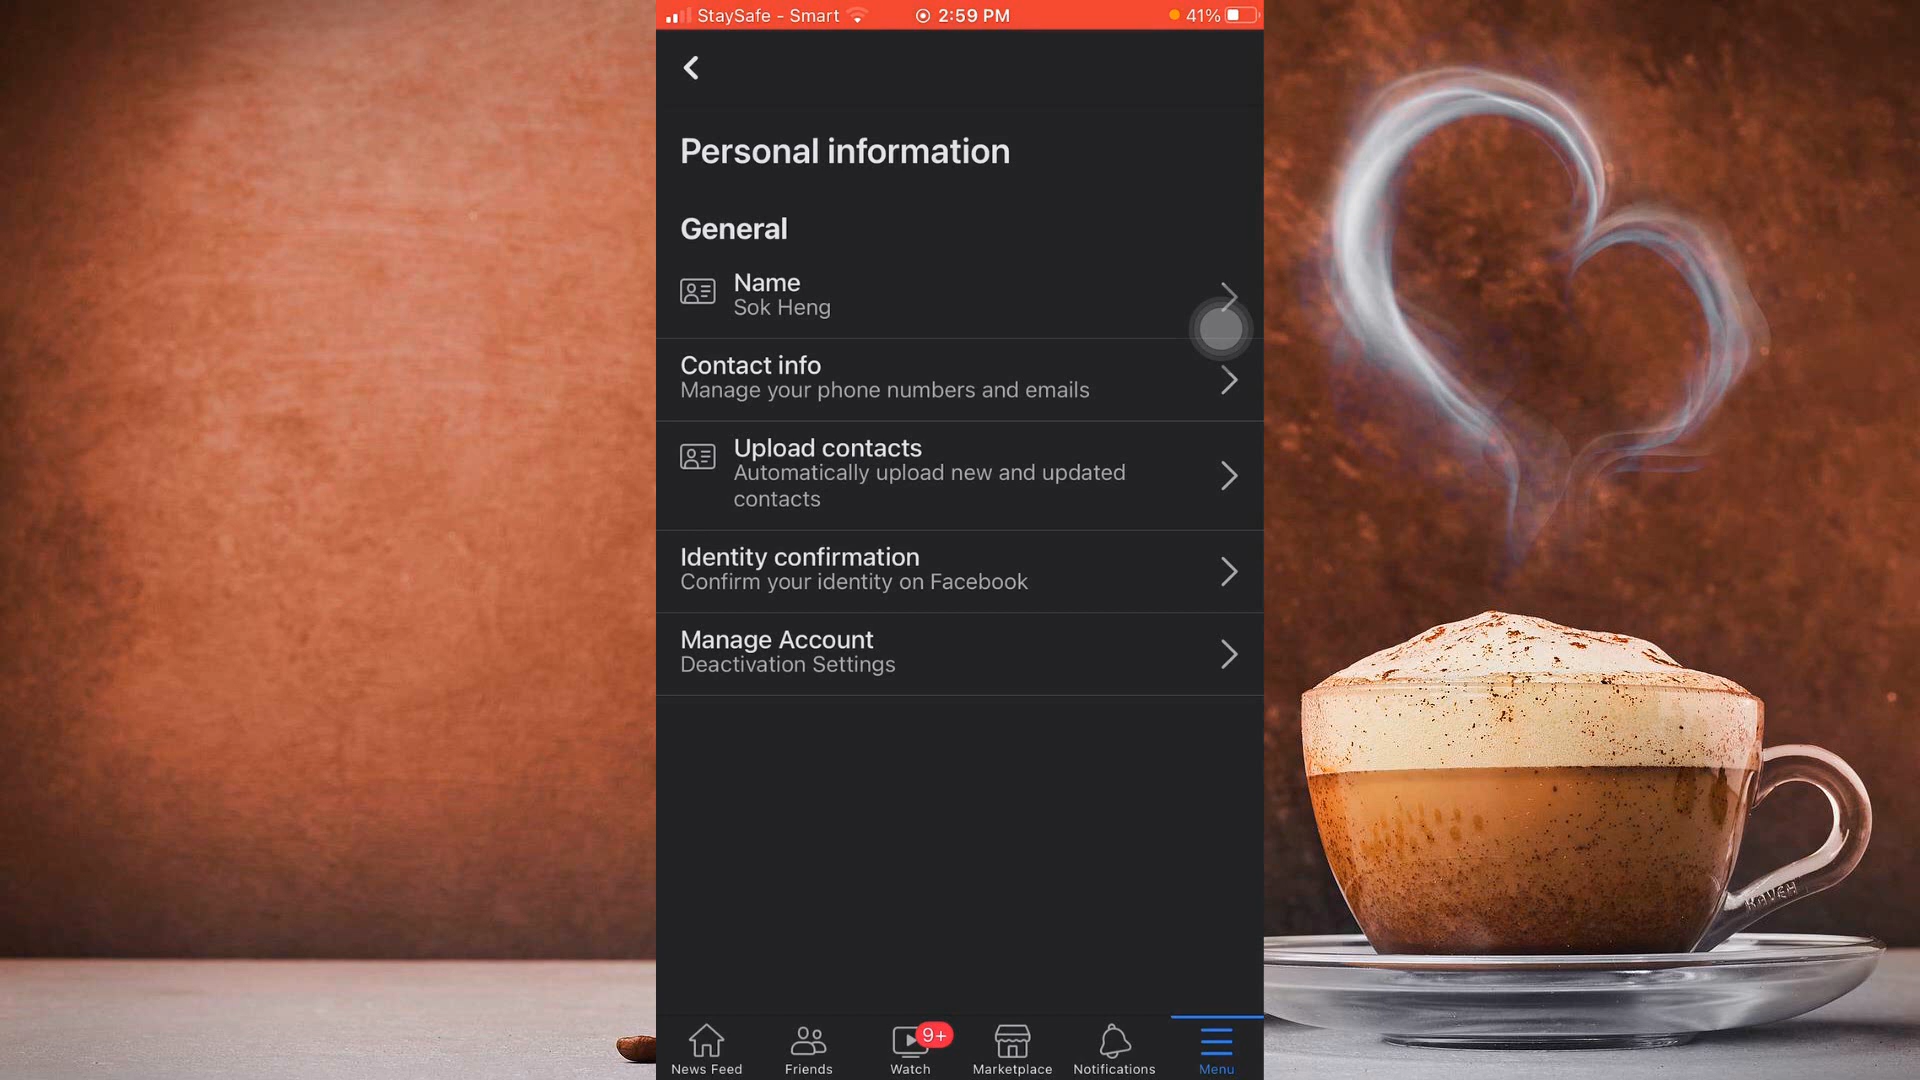 StaySafe - Smart 2:59 PM 41%
Personal information
General
Name
Sok Heng
Contact info
Manage your phone numbers and emails
Upload contacts
Automatically upload new and updated
contacts
Identity confirmation
Confirm your identity on Facebook
Manage Account
Deactivation Settings
KAVEH
9+
News Feed Friends Watch Marketplace Notifications Menu